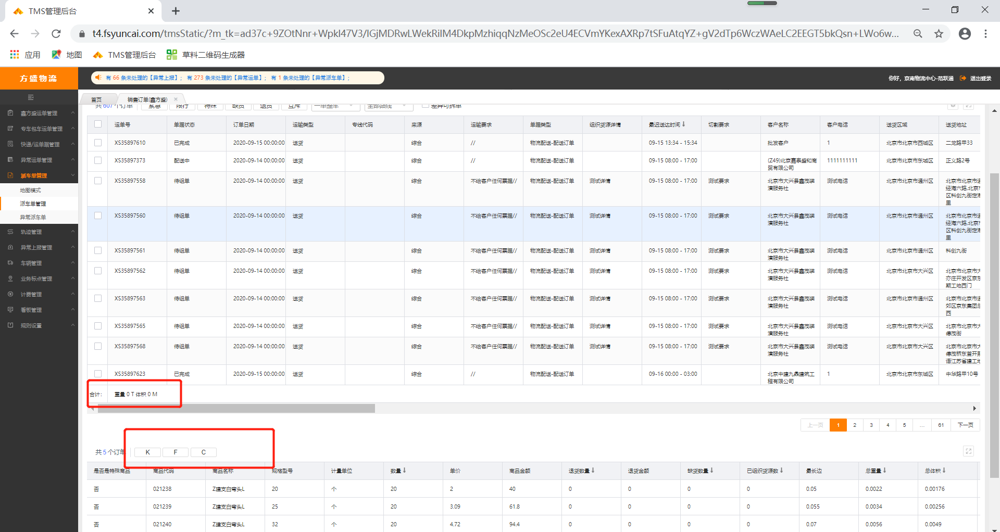 TMS管理后台
t4.fsyuncai.com/tmsStatic/?m_tk=ad37c+9ZOtNnr+Wpkl47V3/IGjMDRwLWekRilM4DkpMzhiqqNzMeOSc2eU4ECVmYKexAXRp7tSFuAtqYZ+gV2dTp6WczWAeLC2EEGT5bkQsn+LWo6w...
应用 地图 TMS管理后台 草料二维码生成器
方盛物流 有 66 条未处理的【异常上报】； 有 273 条未处理的【异常运单】； 有 1 条未处理的【异常派车单】； 你好，京南物流中心-范跃通 退出登录
首页 销售订单(鑫方盛)
鑫方盛运单管理
专车包车运单管理
快递/运单据管理
异常运单管理
派车单管理
地图模式
派车单管理
异常派车单
轨迹管理
异常上报管理
车辆管理
业务标点管理
计费管理
看板管理
规则设置
共 607 个订单 紧急 限行 特殊 缺货 退货 互斥 一单整车 全部路线 差异可拆单
运单号 单据状态 订单日期 运输类型 专线代码 来源 运输要求 单据类型 组织货源详情 最迟送达时间 切割要求 客户名称 客户电话 送货区域 送货地址
XS35897610 已完成 2020-09-15 00:00:00 送货 综合 // 物流配送-配送订单 09-15 13:34 - 15:34 批发客户 1 北京市北京市西城区 二龙路甲33
XS35897373 配送中 2020-09-14 00:00:00 送货 综合 // 物流配送-配送订单 09-15 08:00 - 17:00 (Z49)北京嘉泰盛和商贸有限公司 1111111111 北京市北京市东城区 正义路2号
XS35897558 待组单 2020-09-14 00:00:00 送货 综合 不给客户任何票据// 物流配送-配送订单 测试详情 09-15 08:00 - 17:00 测试要求 北京市大兴县鑫茂装潢服务社 测试电话 北京市北京市通州区 北京市北京市通经海六路,北京市区科创九街定海里
XS35897560 待组单 2020-09-14 00:00:00 送货 综合 不给客户任何票据// 物流配送-配送订单 测试详情 09-15 08:00 - 17:00 测试要求 北京市大兴县鑫茂装潢服务社 测试电话 北京市北京市通州区 北京市北京市通经海六路,北京市区科创九街定海里
XS35897561 待组单 2020-09-14 00:00:00 送货 综合 不给客户任何票据// 物流配送-配送订单 测试详情 09-15 08:00 - 17:00 测试要求 北京市大兴县鑫茂装潢服务社 测试电话 北京市北京市通州区 科创九街
XS35897562 待组单 2020-09-14 00:00:00 送货 综合 不给客户任何票据// 物流配送-配送订单 测试详情 09-15 08:00 - 17:00 测试要求 北京市大兴县鑫茂装潢服务社 测试电话 北京市北京市大兴区 北京市北京市大亦庄开发区京东期工地西门
XS35897563 待组单 2020-09-14 00:00:00 送货 综合 不给客户任何票据// 物流配送-配送订单 测试详情 09-15 08:00 - 17:00 测试要求 北京市大兴县鑫茂装潢服务社 测试电话 北京市北京市通州区 北京市北京市通郊区京东集团总西
XS35897565 待组单 2020-09-14 00:00:00 送货 综合 不给客户任何票据// 物流配送-配送订单 测试详情 09-15 08:00 - 17:00 测试要求 北京市大兴县鑫茂装潢服务社 测试电话 北京市北京市大兴区 北京市北京市大德茂街
XS35897568 待组单 2020-09-14 00:00:00 送货 综合 不给客户任何票据// 物流配送-配送订单 测试详情 09-15 08:00 - 17:00 测试要求 北京市大兴县鑫茂装潢服务社 测试电话 北京市北京市大兴区 北京市北京市大德茂桥东首开语江苏省建工地
XS35897623 已完成 2020-09-15 00:00:00 送货 综合 // 物流配送-配送订单 09-16 00:00 - 03:00 北京中建九鼎建筑工程有限公司 1 北京市北京市东城区 中华路甲10号
合计： 重量 0 T 体积 0 M
上一页 1 2 3 4 5 ... 61 下一页
共 5 个订单 K F C
是否是特殊商品 商品代码 商品名称 规格型号 计量单位 数量 单价 商品金额 退货数量 退货金额 缺货数量 已组织货源数 最长边 总重量 总体积
否 021238 Z建支白弯头L 20 个 20 2 40 0 0 0 0 0.05 0.0022 0.00176
否 021239 Z建支白弯头L 25 个 20 3.09 61.8 0 0 0 0 0.055 0.0034 0.00256
否 021240 Z建支白弯头L 32 个 20 4.72 94.4 0 0 0 0 0.07 0.0056 0.0049